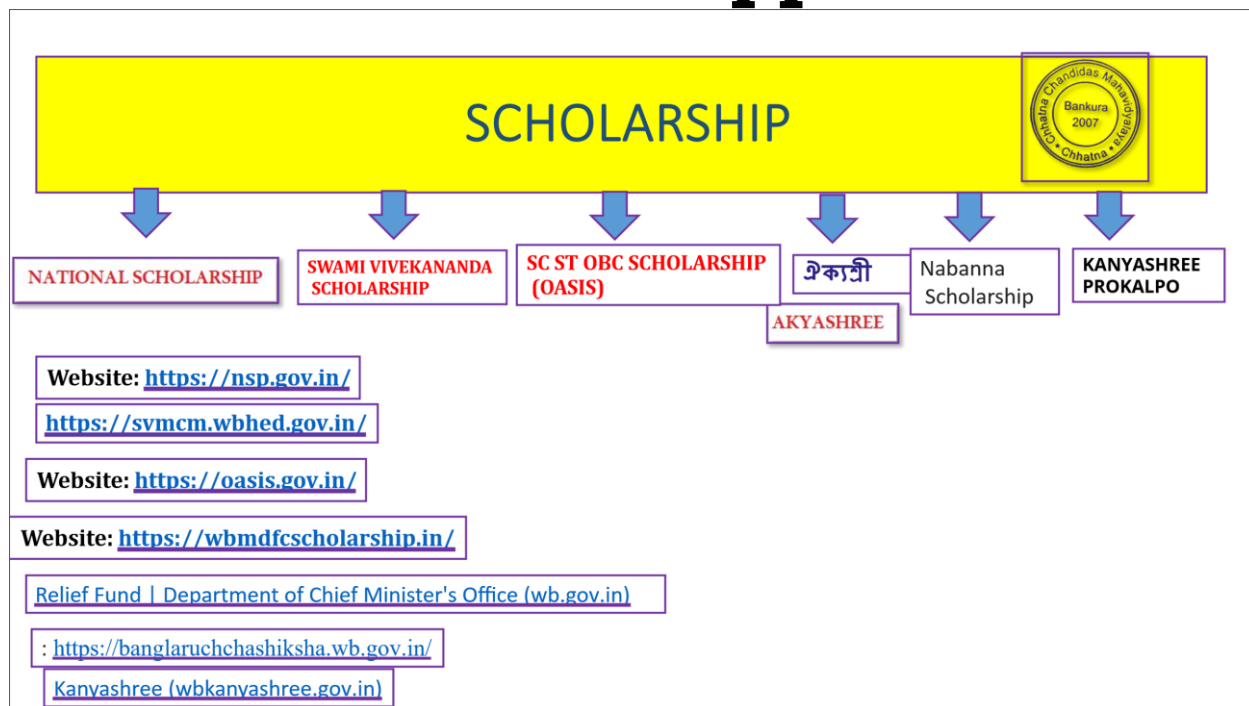 SCHOLARSHIP
Chhatna Chandidas Mahavidyalaya
Bankura
2007
• Chhatna •
NATIONAL SCHOLARSHIP
SWAMI VIVEKANANDA
SCHOLARSHIP
SC ST OBC SCHOLARSHIP
(OASIS)
ঐক্যশ্রী
AKYASHREE
Nabanna
Scholarship
KANYASHREE
PROKALPO
Website: https://nsp.gov.in/
https://svmcm.wbhed.gov.in/
Website: https://oasis.gov.in/
Website: https://wbmdfcscholarship.in/
Relief Fund | Department of Chief Minister's Office (wb.gov.in)
: https://banglaruchchashiksha.wb.gov.in/
Kanyashree (wbkanyashree.gov.in)